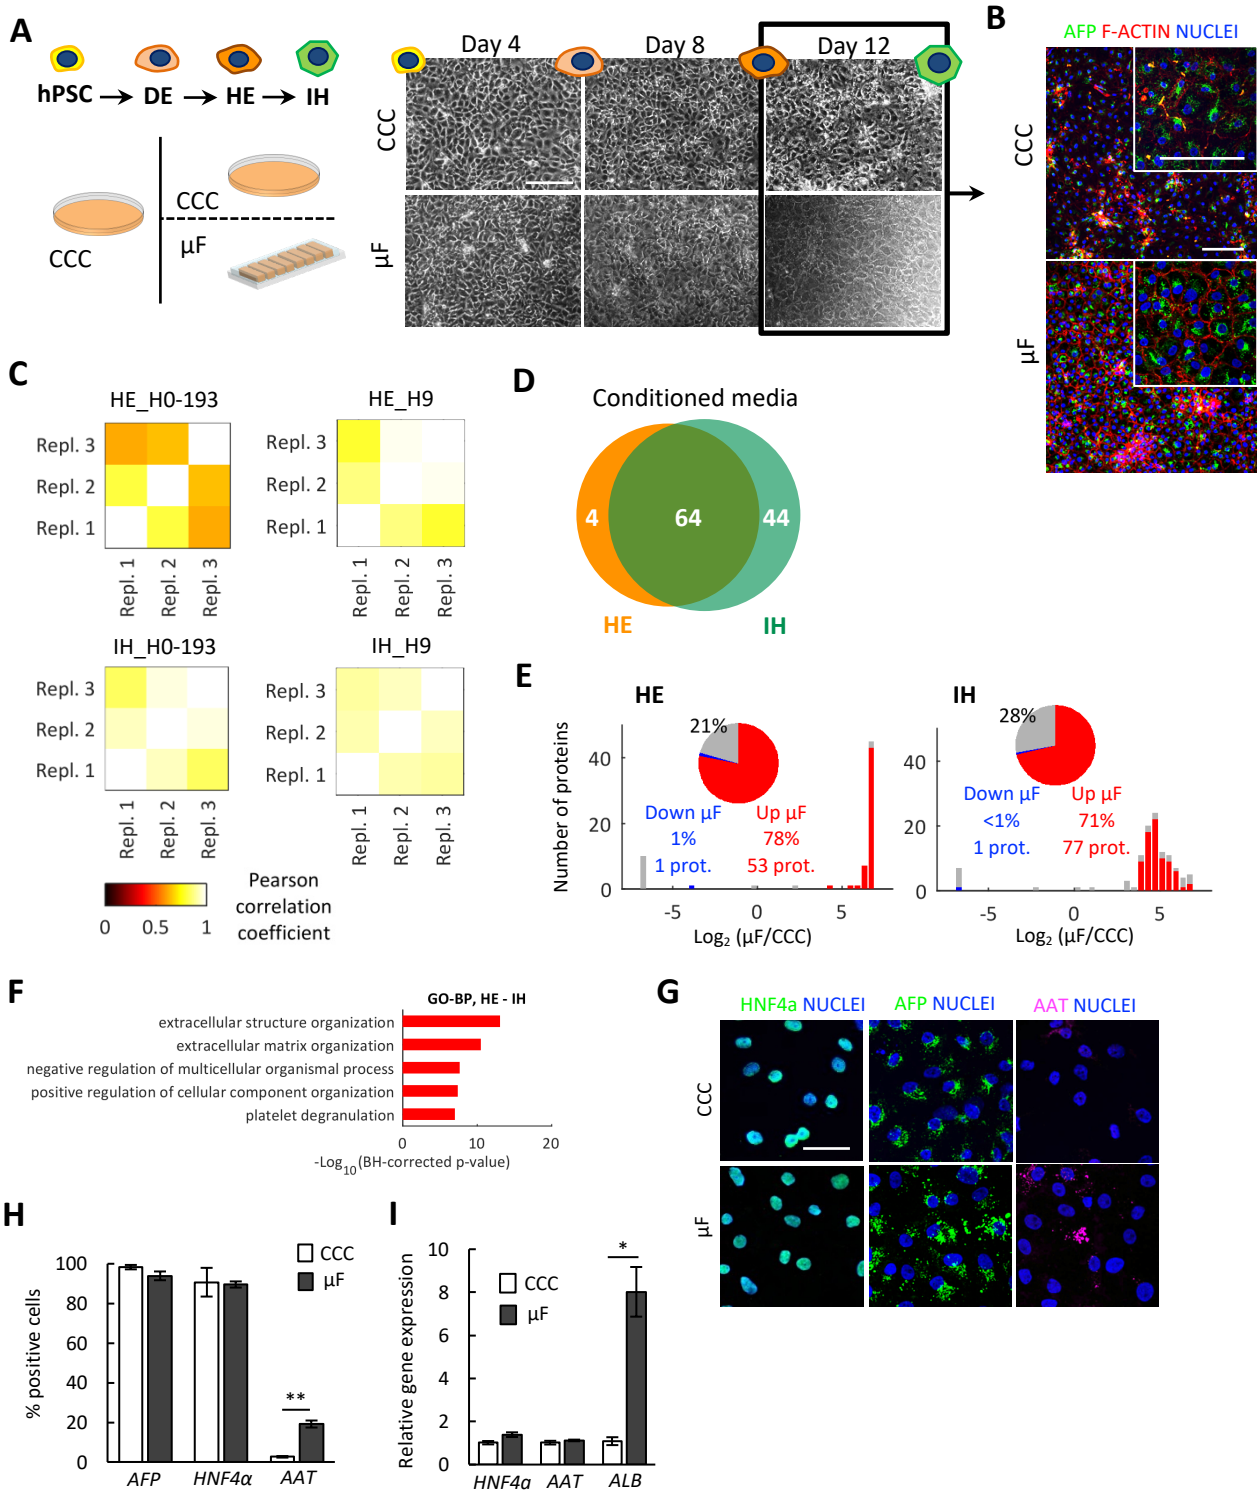 A
hPSC → DE → HE → IH
CCC
CCC
µF
Day 4
Day 8
Day 12
CCC
µF
B
AFP F-ACTIN NUCLEI
CCC
µF
C
HE_H0-193
Repl. 3
Repl. 2
Repl. 1
Repl. 1
Repl. 2
Repl. 3
HE_H9
Repl. 3
Repl. 2
Repl. 1
Repl. 1
Repl. 2
Repl. 3
IH_H0-193
Repl. 3
Repl. 2
Repl. 1
Repl. 1
Repl. 2
Repl. 3
IH_H9
Repl. 3
Repl. 2
Repl. 1
Repl. 1
Repl. 2
Repl. 3
0 0.5 1
Pearson
correlation
coefficient
D
Conditioned media
4 64 44
HE IH
E
HE
Number of proteins
40
20
0
21%
Down µF
1%
1 prot.
Up µF
78%
53 prot.
-5 0 5
Log2 (µF/CCC)
IH
40
20
0
28%
Down µF
<1%
1 prot.
Up µF
71%
77 prot.
-5 0 5
Log2 (µF/CCC)
F
GO-BP, HE - IH
extracellular structure organization
extracellular matrix organization
negative regulation of multicellular organismal process
positive regulation of cellular component organization
platelet degranulation
0 10 20
-Log10(BH-corrected p-value)
G
HNF4a NUCLEI
AFP NUCLEI
AAT NUCLEI
CCC
µF
H
% positive cells
100
80
60
40
20
0
CCC
µF
**
AFP HNF4α AAT
I
Relative gene expression
10
8
6
4
2
0
CCC
µF
*
HNF4α AAT ALB